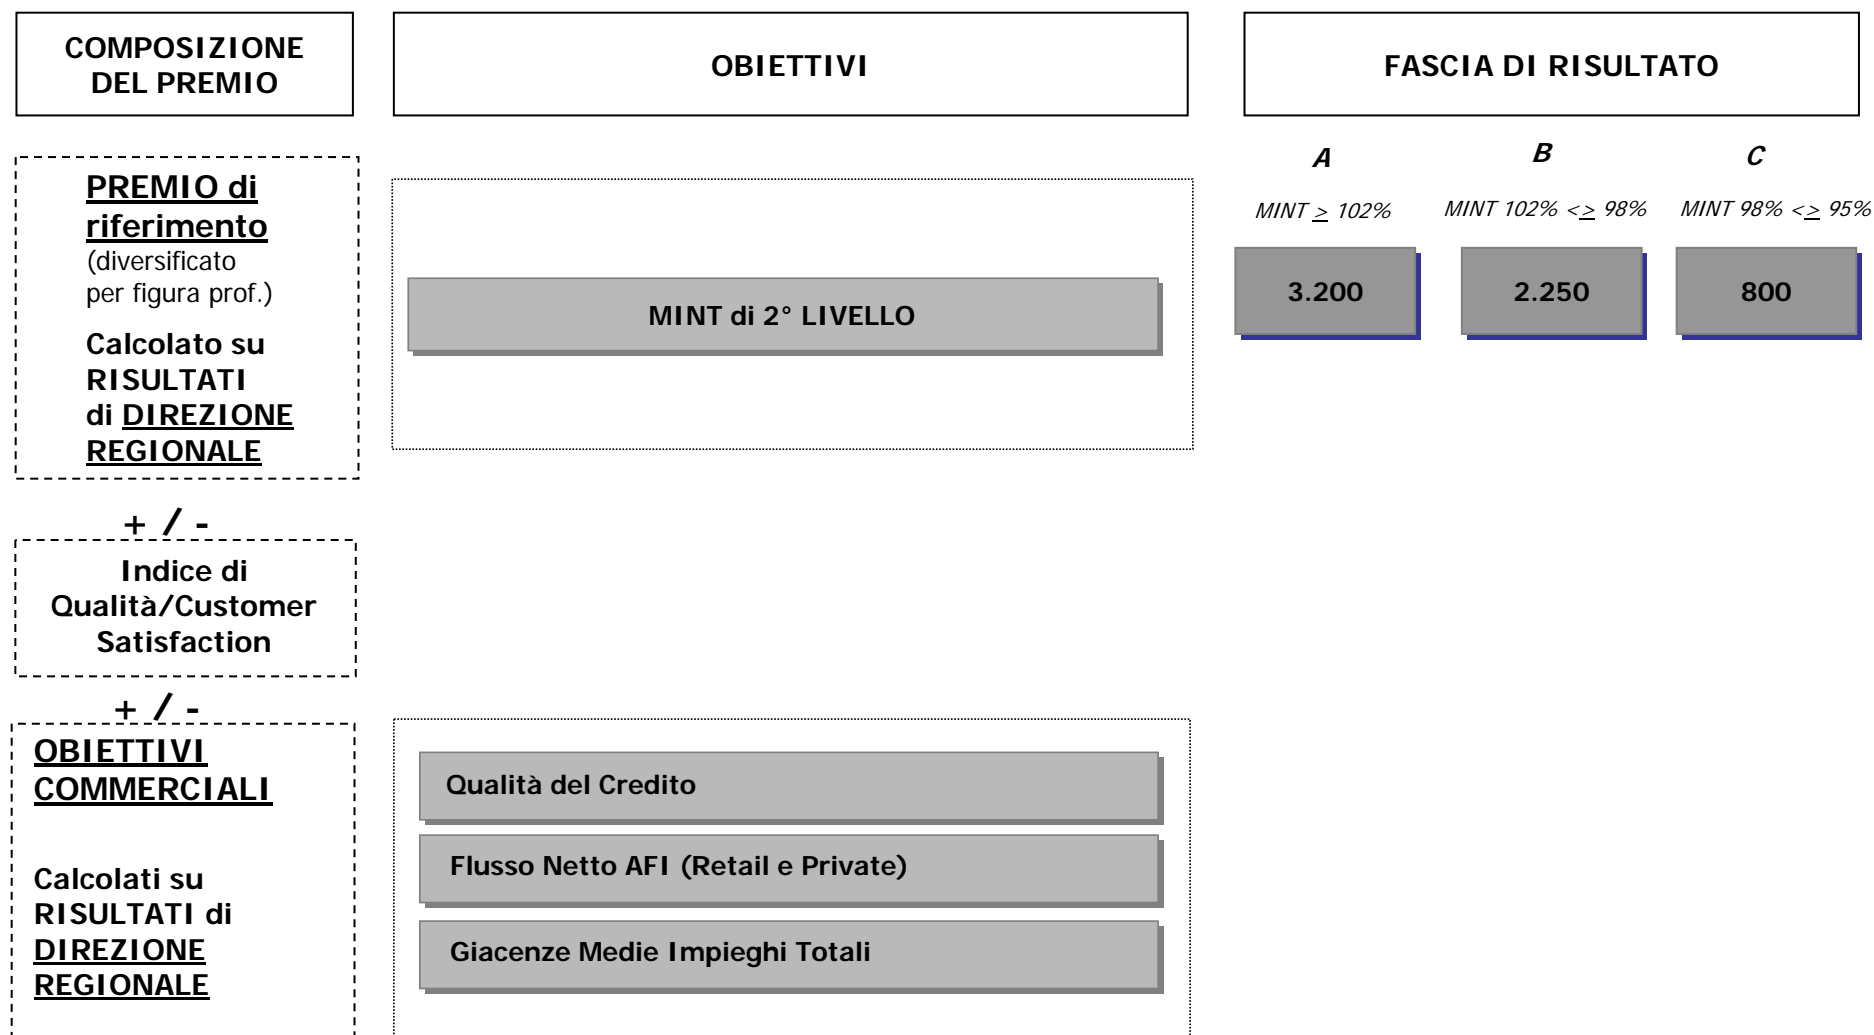 COMPOSIZIONE
DEL PREMIO
OBIETTIVI
FASCIA DI RISULTATO
A
B
C
MINT ≥ 102%
MINT 102% <≥ 98%
MINT 98% <≥ 95%
3.200
2.250
800
PREMIO di
riferimento
(diversificato
per figura prof.)
Calcolato su
RISULTATI
di DIREZIONE
REGIONALE
MINT di 2° LIVELLO
+ / -
Indice di
Qualità/Customer
Satisfaction
+ / -
OBIETTIVI
COMMERCIALI
Calcolati su
RISULTATI di
DIREZIONE
REGIONALE
Qualità del Credito
Flusso Netto AFI (Retail e Private)
Giacenze Medie Impieghi Totali